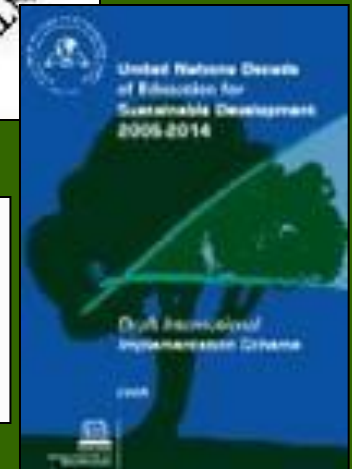 United Nations Decade
of Education for
Sustainable Development
2005-2014
Draft International
Implementation Scheme